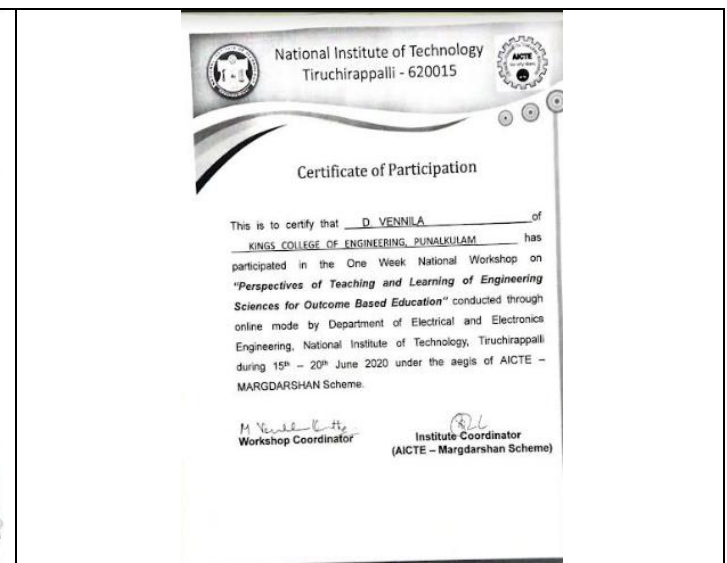 National Institute of Technology
Tiruchirappalli - 620015
AICTE
Certificate of Participation
This is to certify that D. VENNILA of
KINGS COLLEGE OF ENGINEERING, PUNALKULAM has
participated in the One Week National Workshop on
"Perspectives of Teaching and Learning of Engineering
Sciences for Outcome Based Education" conducted through
online mode by Department of Electrical and Electronics
Engineering, National Institute of Technology, Tiruchirappalli
during 15th – 20th June 2020 under the aegis of AICTE –
MARGDARSHAN Scheme.
Workshop Coordinator
Institute Coordinator
(AICTE – Margdarshan Scheme)